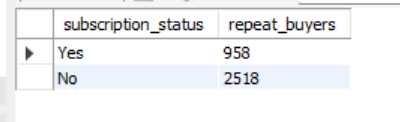 subscription_status repeat_buyers
Yes 958
No 2518